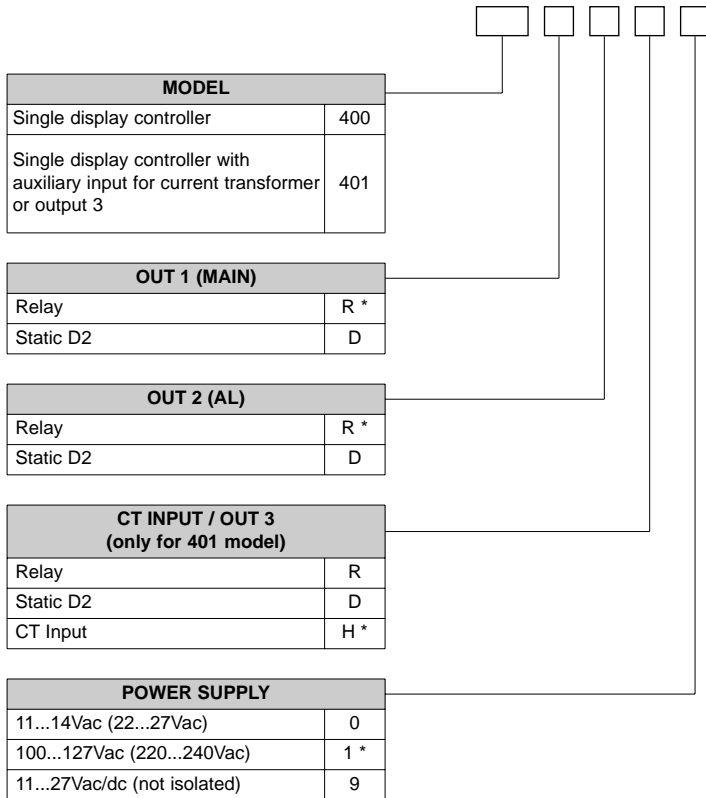 MODEL
Single display controller 400
Single display controller with
auxiliary input for current transformer 401
or output 3
OUT 1 (MAIN)
Relay R *
Static D2 D
OUT 2 (AL)
Relay R *
Static D2 D
CT INPUT / OUT 3
(only for 401 model)
Relay R
Static D2 D
CT Input H *
POWER SUPPLY
11...14Vac (22...27Vac) 0
100...127Vac (220...240Vac) 1 *
11...27Vac/dc (not isolated) 9